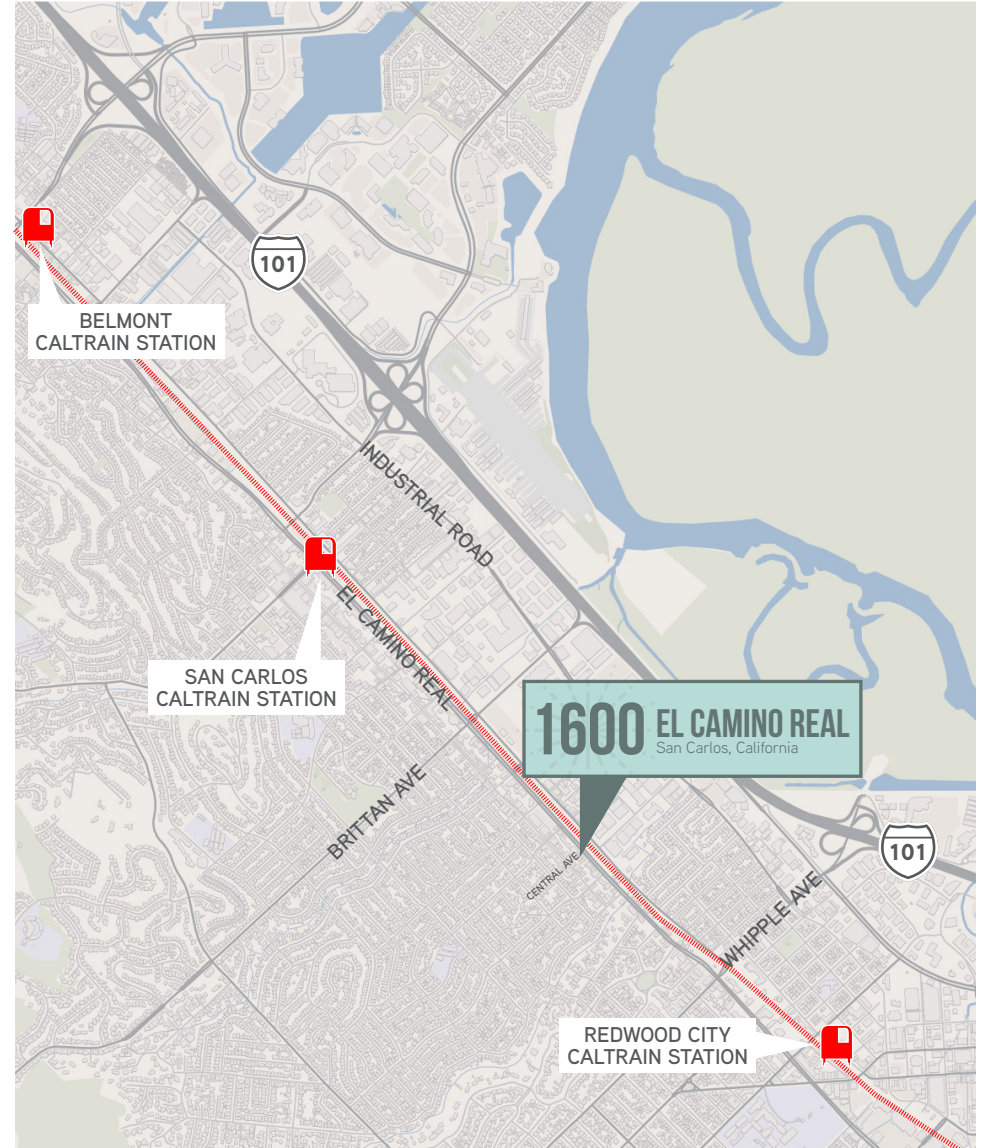 101
BELMONT
CALTRAIN STATION
INDUSTRIAL ROAD
EL CAMINO REAL
SAN CARLOS
CALTRAIN STATION
1600 EL CAMINO REAL
San Carlos, California
BRITTAN AVE
CENTRAL AVE
101
WHIPPLE AVE
REDWOOD CITY
CALTRAIN STATION